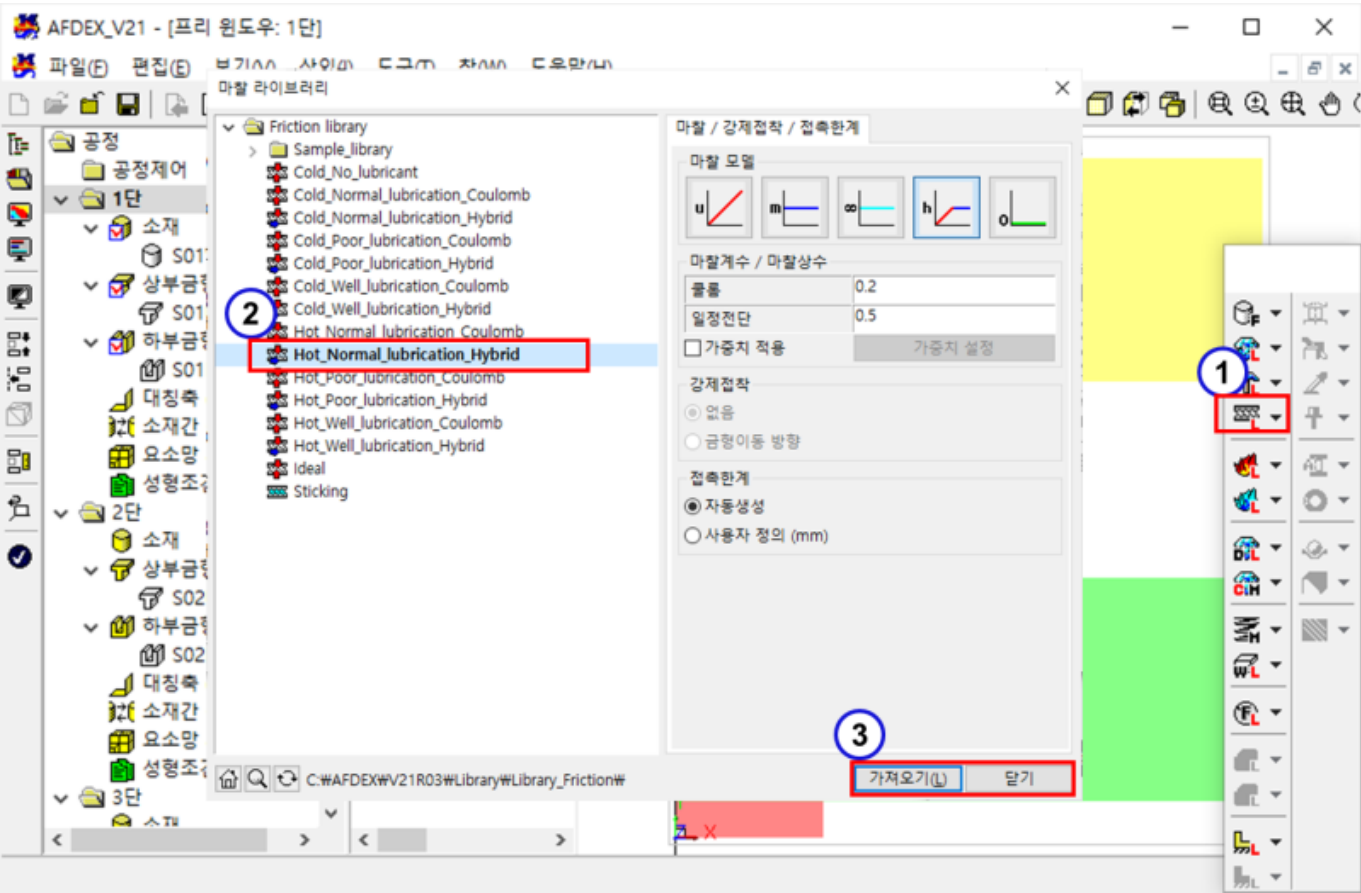 AFDEX_V21 - [프리 윈도우: 1단]
파일(F) 편집(E)
마찰 라이브러리
Friction library
Sample_library
Cold_No_lubricant
Cold_Normal_lubrication_Coulomb
Cold_Normal_lubrication_Hybrid
Cold_Poor_lubrication_Coulomb
Cold_Poor_lubrication_Hybrid
Cold_Well_lubrication_Coulomb
Cold_Well_lubrication_Hybrid
Hot_Normal_lubrication_Coulomb
Hot_Normal_lubrication_Hybrid
Hot_Poor_lubrication_Coulomb
Hot_Poor_lubrication_Hybrid
Hot_Well_lubrication_Coulomb
Hot_Well_lubrication_Hybrid
Ideal
Sticking
C:₩AFDEX₩V21R03₩Library₩Library_Friction₩
마찰 / 강제접착 / 접촉한계
마찰 모델
u m ∞ h o
마찰계수 / 마찰상수
쿨롬 0.2
일정전단 0.5
가중치 적용 가중치 설정
강제접착
없음
금형이동 방향
접촉한계
자동생성
사용자 정의 (mm)
가져오기(L) 닫기
공정
공정제어
1단
소재
S01
상부금형
S01
하부금형
S01
대칭축
소재간
요소망
성형조건
2단
소재
상부금형
S02
하부금형
S02
대칭축
소재간
요소망
성형조건
3단
소재
1
2
3
F
L
L
L
L
L
DL
CiM
M
WL
FL
L
L
Z X